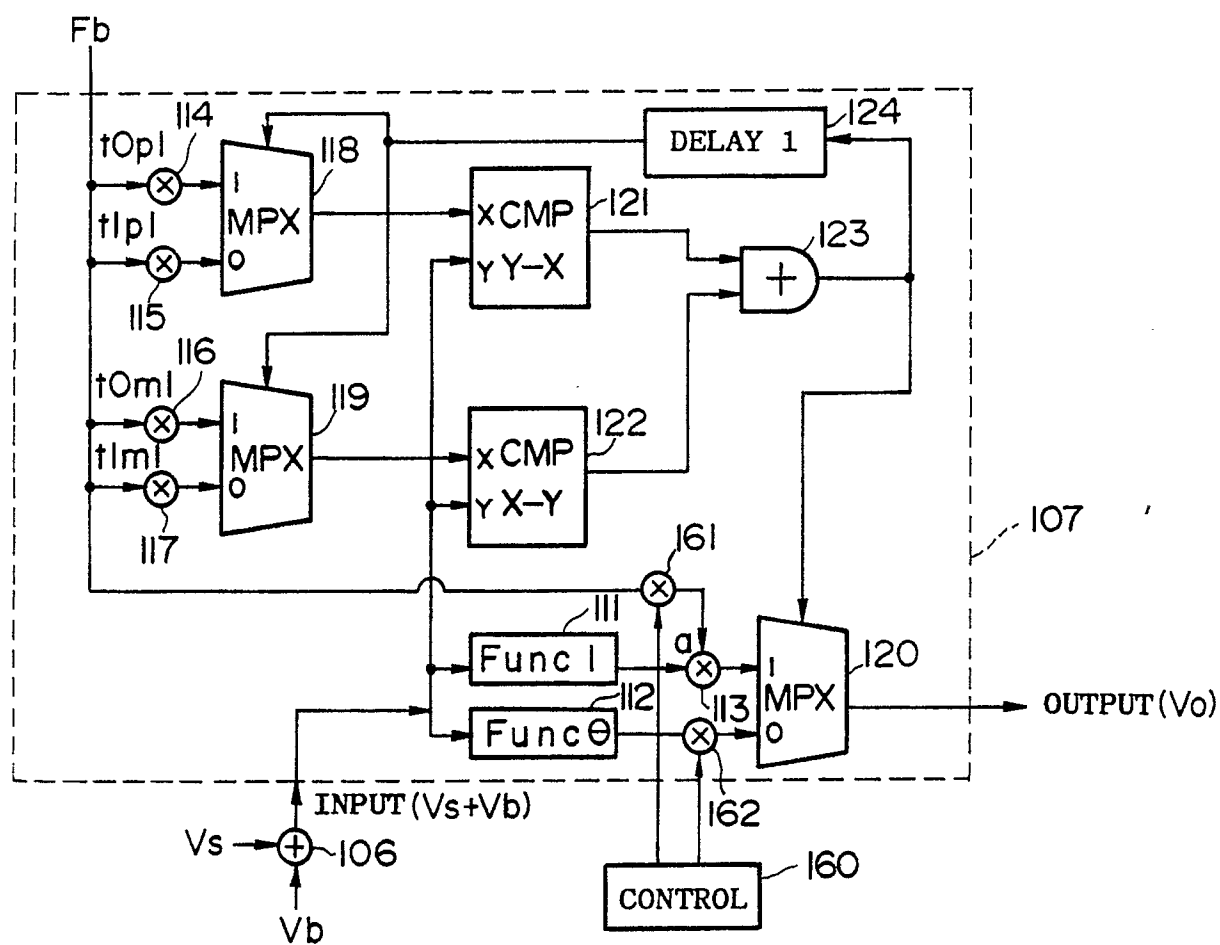 Fb
124
114
DELAY 1
t0p1
118
1
MPX
121
X CMP
t1p1
123
0
Y Y-X
+
115
116
t0m1
119
122
1
X CMP
t1m1
MPX
0
Y X-Y
107
117
161
111
a
Func 1
120
1
112
113
MPX
OUTPUT (Vo)
Func 0
0
INPUT (Vs+Vb)
162
Vs
+
106
160
CONTROL
Vb